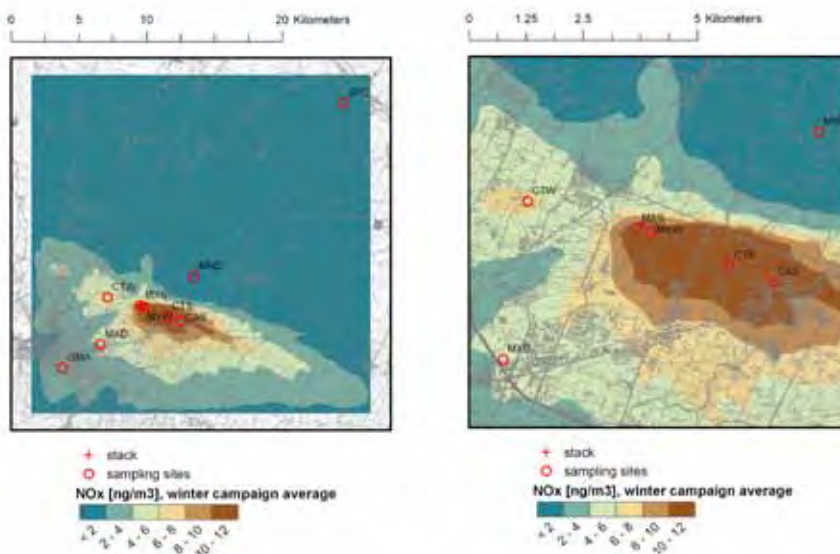 0 5 10 20 Kilometers
0 1.25 2.5 5 Kilometers
CTW
MXD
CTW
CTS
CAS
MXD
+ stack
sampling sites
NOx [ng/m3], winter campaign average
< 2
2 - 4
4 - 6
6 - 8
8 - 10
10 - 12
+ stack
sampling sites
NOx [ng/m3], winter campaign average
< 2
2 - 4
4 - 6
6 - 8
8 - 10
10 - 12